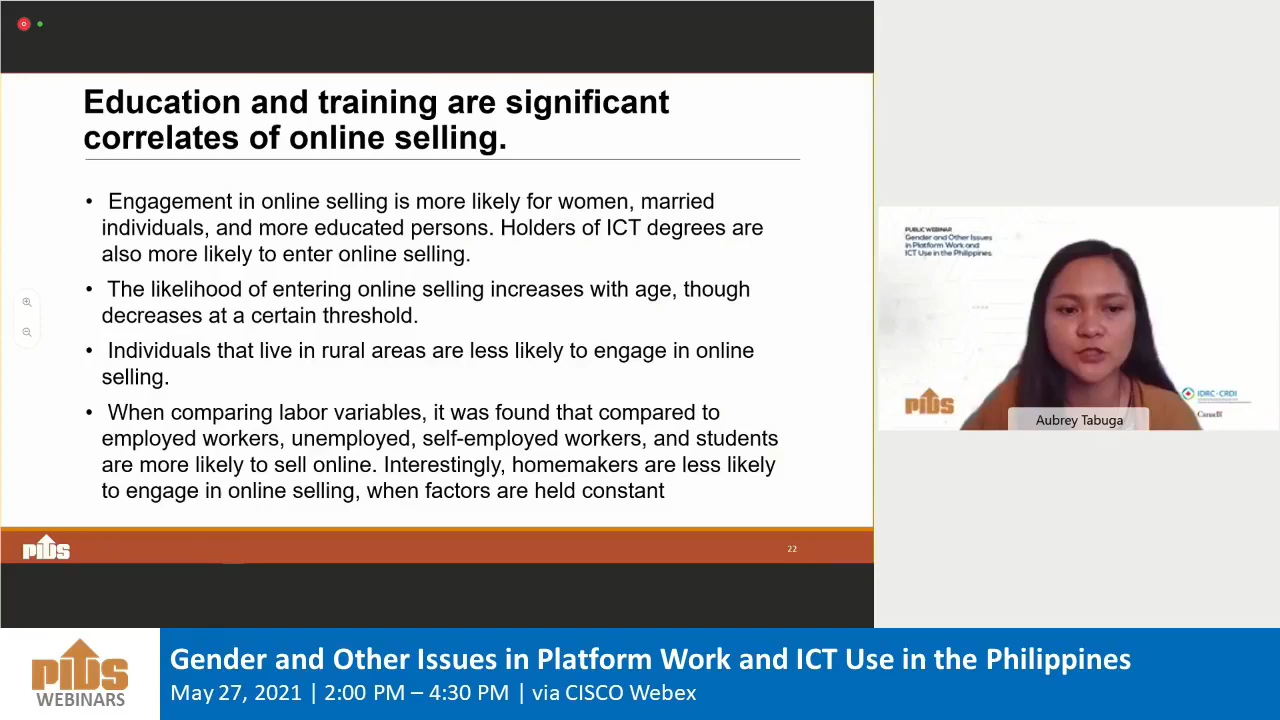 Education and training are significant
correlates of online selling.
• Engagement in online selling is more likely for women, married
individuals, and more educated persons. Holders of ICT degrees are
also more likely to enter online selling.
• The likelihood of entering online selling increases with age, though
decreases at a certain threshold.
• Individuals that live in rural areas are less likely to engage in online
selling.
• When comparing labor variables, it was found that compared to
employed workers, unemployed, self-employed workers, and students
are more likely to sell online. Interestingly, homemakers are less likely
to engage in online selling, when factors are held constant
PIDS
22
PUBLIC WEBINAR
Gender and Other Issues
in Platform Work and
ICT Use in the Philippines
PIDS
IDRC · CRDI
Canada
Aubrey Tabuga
PIDS
WEBINARS
Gender and Other Issues in Platform Work and ICT Use in the Philippines
May 27, 2021 | 2:00 PM – 4:30 PM | via CISCO Webex